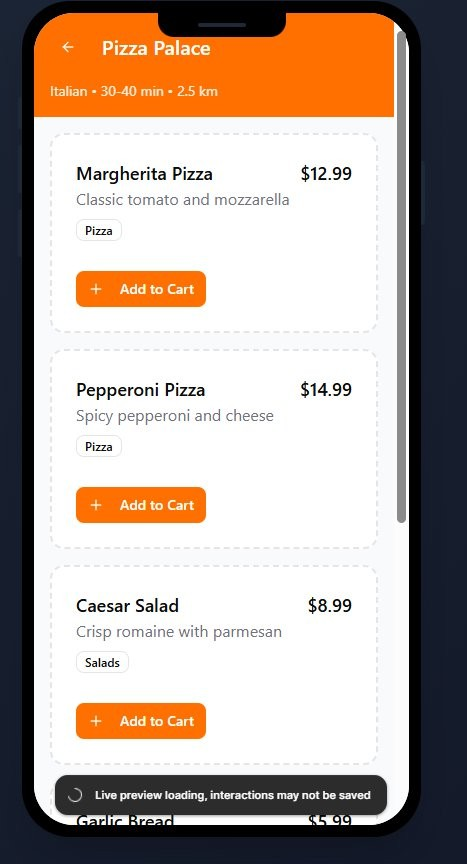 Pizza Palace
Italian • 30-40 min • 2.5 km
Margherita Pizza $12.99
Classic tomato and mozzarella
Pizza
+ Add to Cart
Pepperoni Pizza $14.99
Spicy pepperoni and cheese
Pizza
+ Add to Cart
Caesar Salad $8.99
Crisp romaine with parmesan
Salads
+ Add to Cart
Live preview loading, interactions may not be saved
Garlic Bread $5.99